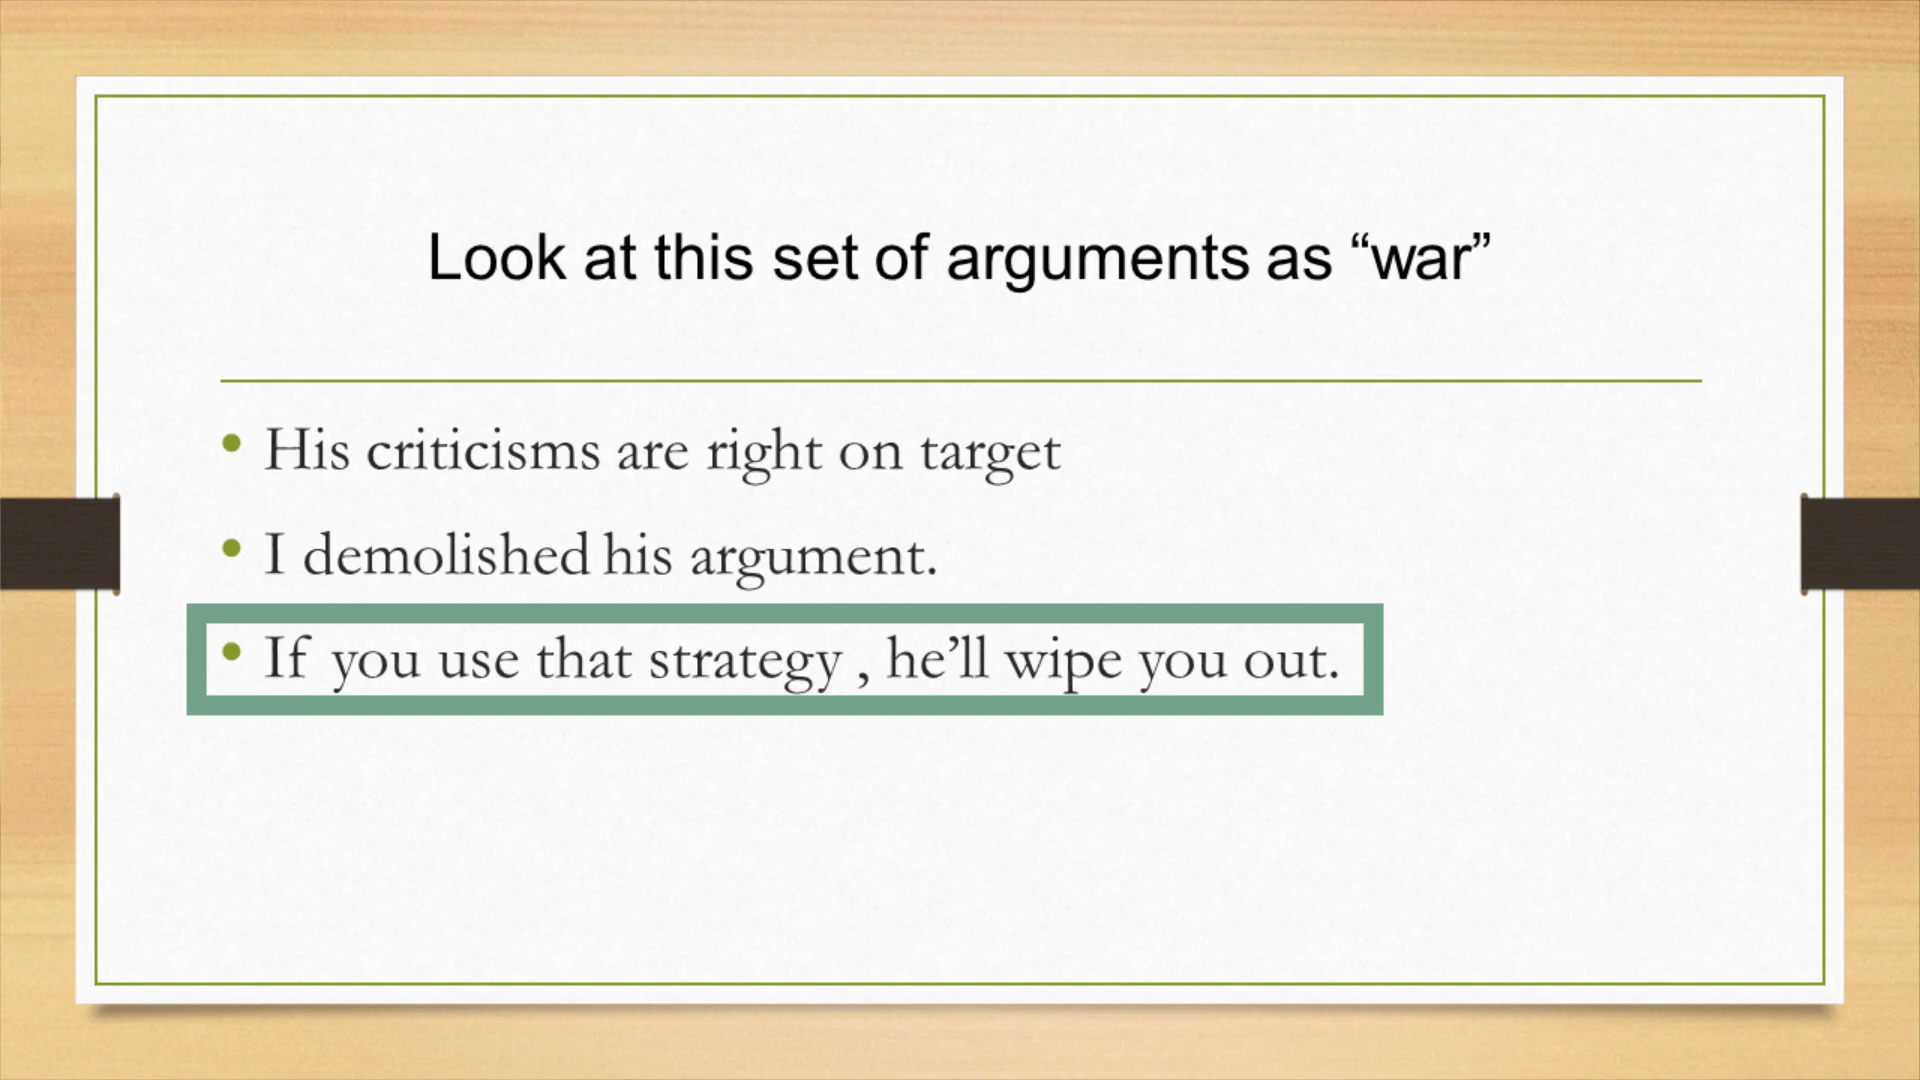 Look at this set of arguments as “war”
• His criticisms are right on target
• I demolished his argument.
• If you use that strategy , he’ll wipe you out.